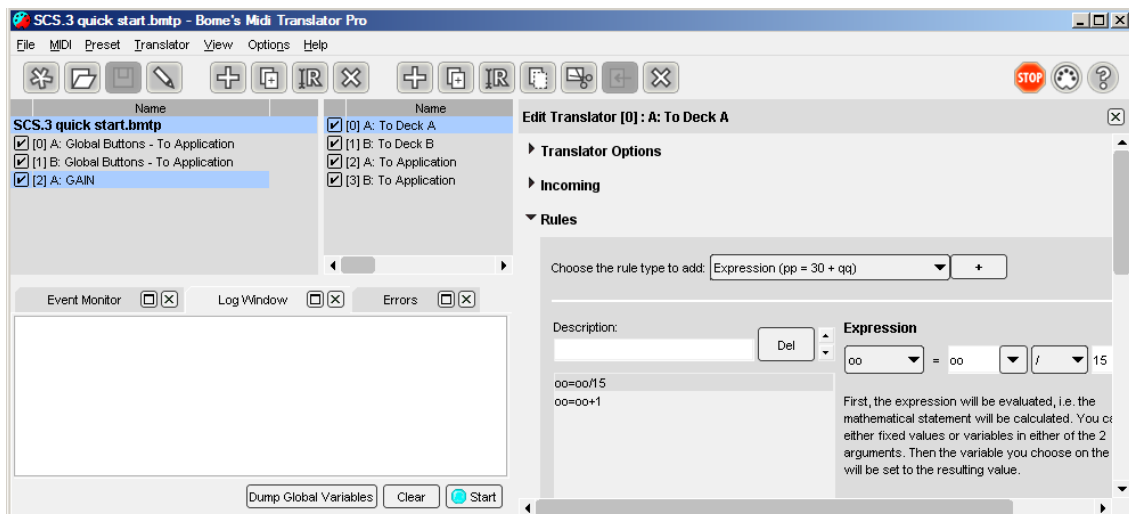 SCS.3 quick start.bmtp - Bome's Midi Translator Pro
File MIDI Preset Translator View Options Help
STOP
Name
SCS.3 quick start.bmtp
[0] A: Global Buttons - To Application
[1] B: Global Buttons - To Application
[2] A: GAIN
Name
[0] A: To Deck A
[1] B: To Deck B
[2] A: To Application
[3] B: To Application
Event Monitor Log Window Errors
Dump Global Variables Clear Start
Edit Translator [0] : A: To Deck A
Translator Options
Incoming
Rules
Choose the rule type to add: Expression (pp = 30 + qq) +
Description:
Del
oo=oo/15
oo=oo+1
Expression
oo = oo / 15
First, the expression will be evaluated, i.e. the
mathematical statement will be calculated. You ca
either fixed values or variables in either of the 2
arguments. Then the variable you choose on the
will be set to the resulting value.